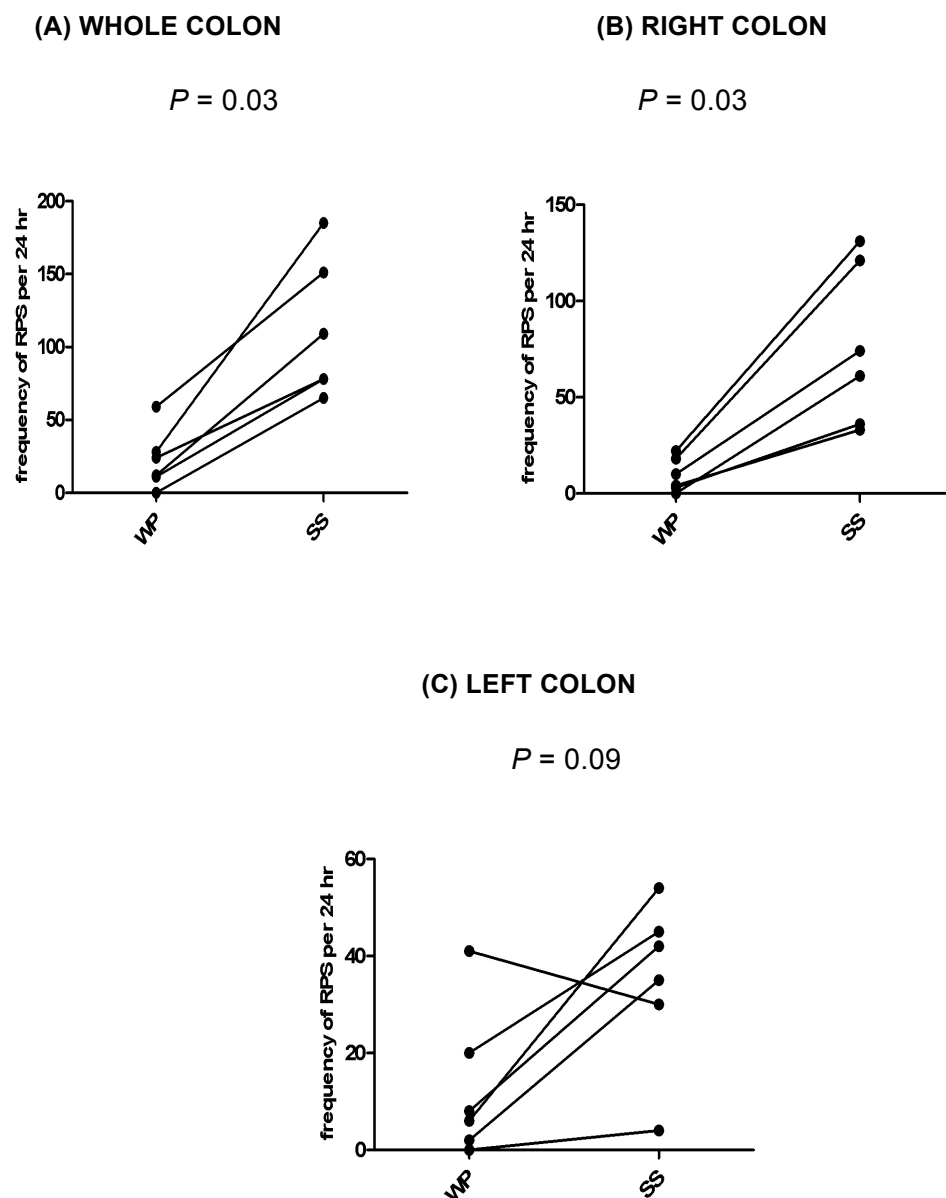 (A) WHOLE COLON
P = 0.03
frequency of RPS per 24 hr
200
150
100
50
0
WP
SS
(B) RIGHT COLON
P = 0.03
frequency of RPS per 24 hr
150
100
50
0
WP
SS
(C) LEFT COLON
P = 0.09
frequency of RPS per 24 hr
60
40
20
0
WP
SS